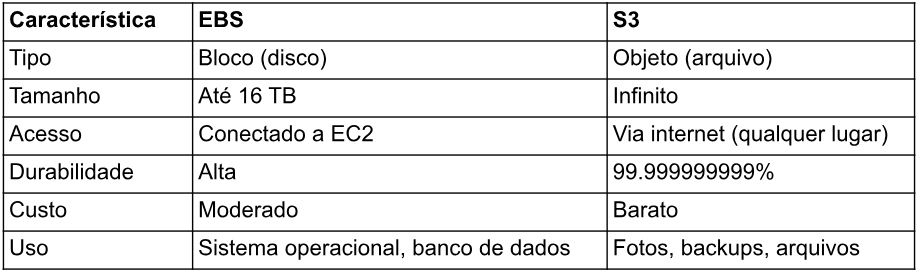 Característica EBS S3
Tipo Bloco (disco) Objeto (arquivo)
Tamanho Até 16 TB Infinito
Acesso Conectado a EC2 Via internet (qualquer lugar)
Durabilidade Alta 99.999999999%
Custo Moderado Barato
Uso Sistema operacional, banco de dados Fotos, backups, arquivos